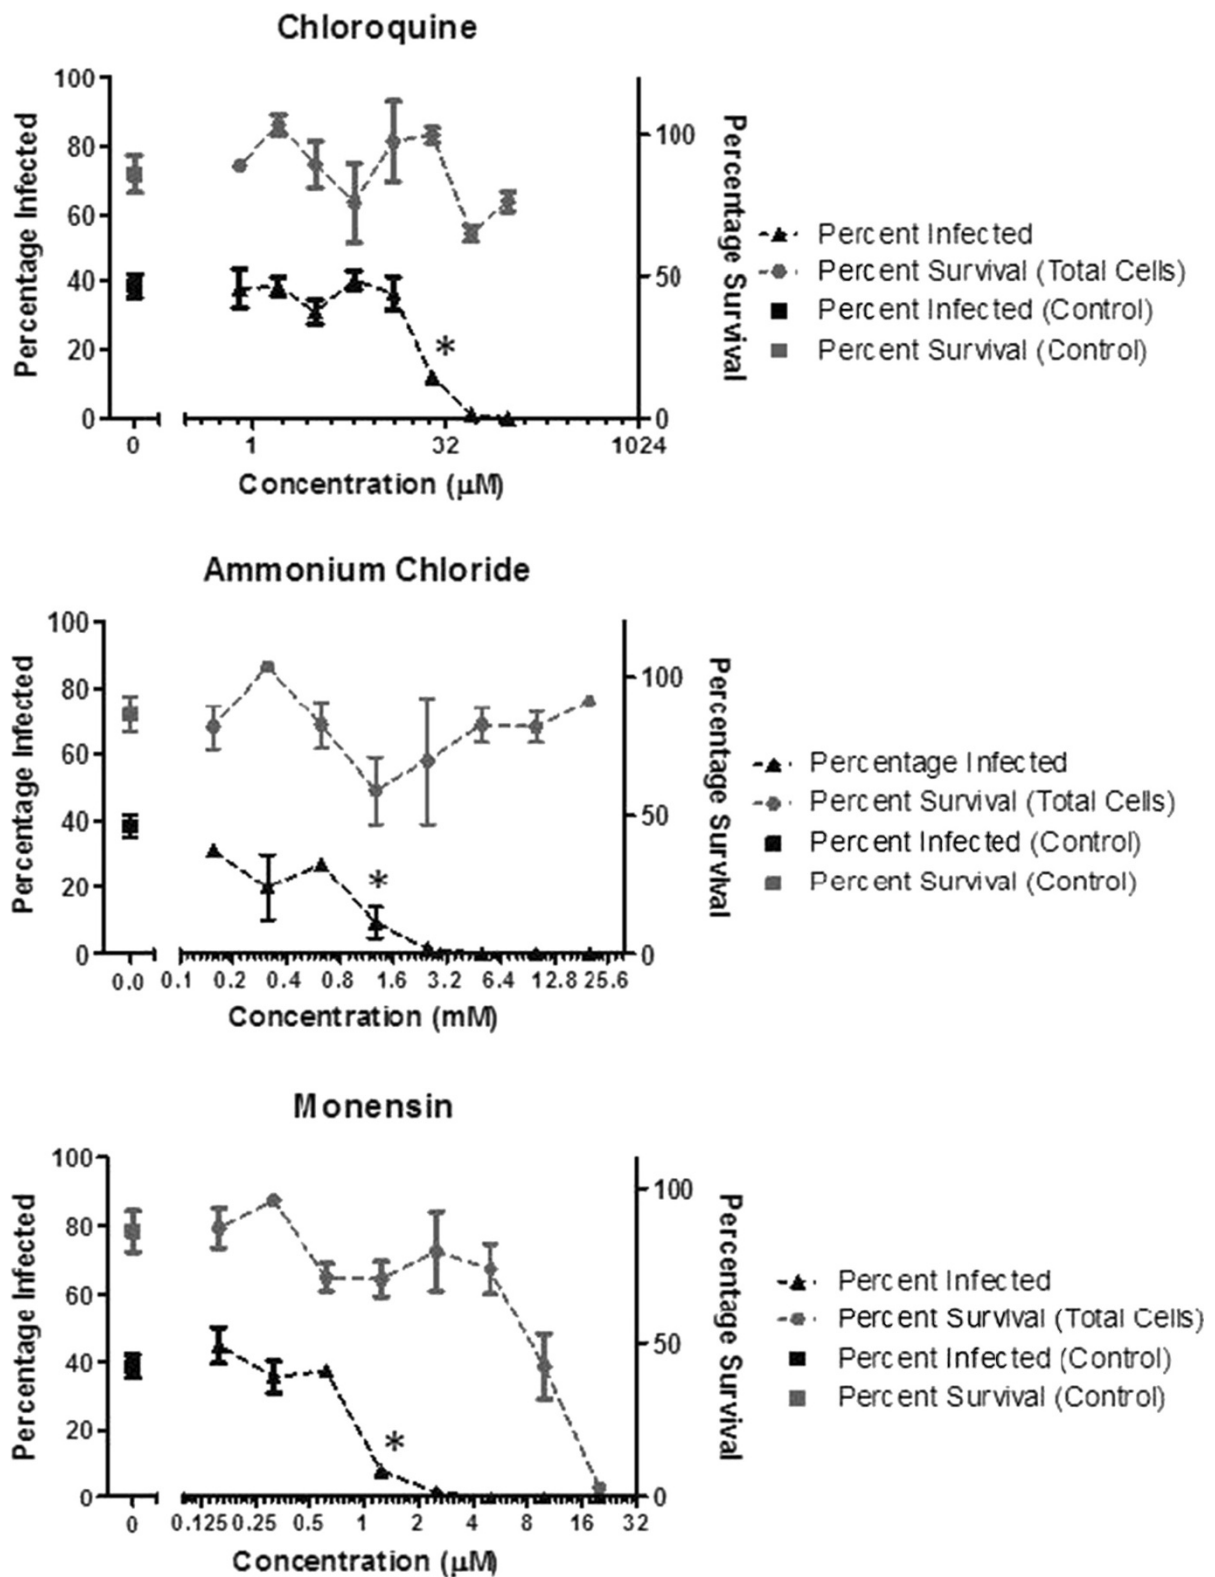 Chloroquine
Percentage Infected
100
80
60
40
20
0
100
50
0
Percentage Survival
*
0 1 32 1024
Concentration (μM)
Percent Infected
Percent Survival (Total Cells)
Percent Infected (Control)
Percent Survival (Control)
Ammonium Chloride
Percentage Infected
100
80
60
40
20
0
100
50
0
Percentage Survival
*
0.0 0.1 0.2 0.4 0.8 1.6 3.2 6.4 12.8 25.6
Concentration (mM)
Percentage Infected
Percent Survival (Total Cells)
Percent Infected (Control)
Percent Survival (Control)
Monensin
Percentage Infected
100
80
60
40
20
0
100
50
0
Percentage Survival
*
0 0.125 0.25 0.5 1 2 4 8 16 32
Concentration (μM)
Percent Infected
Percent Survival (Total Cells)
Percent Infected (Control)
Percent Survival (Control)